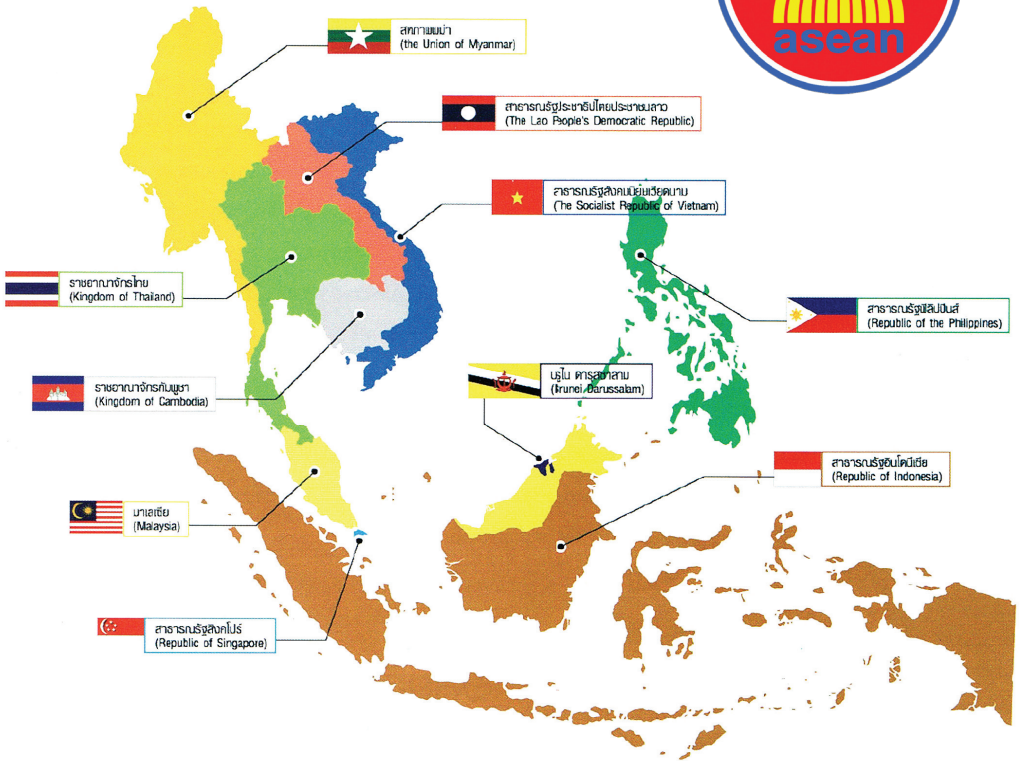 asean
สหภาพพม่า
(the Union of Myanmar)
สาธารณรัฐประชาธิปไตยประชาชนลาว
(The Lao People's Democratic Republic)
สาธารณรัฐสังคมนิยมเวียดนาม
(The Socialist Republic of Vietnam)
ราชอาณาจักรไทย
(Kingdom of Thailand)
สาธารณรัฐฟิลิปปินส์
(Republic of the Philippines)
บรูไน ดารุสซาลาม
(Brunei Darussalam)
ราชอาณาจักรกัมพูชา
(Kingdom of Cambodia)
สาธารณรัฐอินโดนีเซีย
(Republic of Indonesia)
มาเลเซีย
(Malaysia)
สาธารณรัฐสิงคโปร์
(Republic of Singapore)